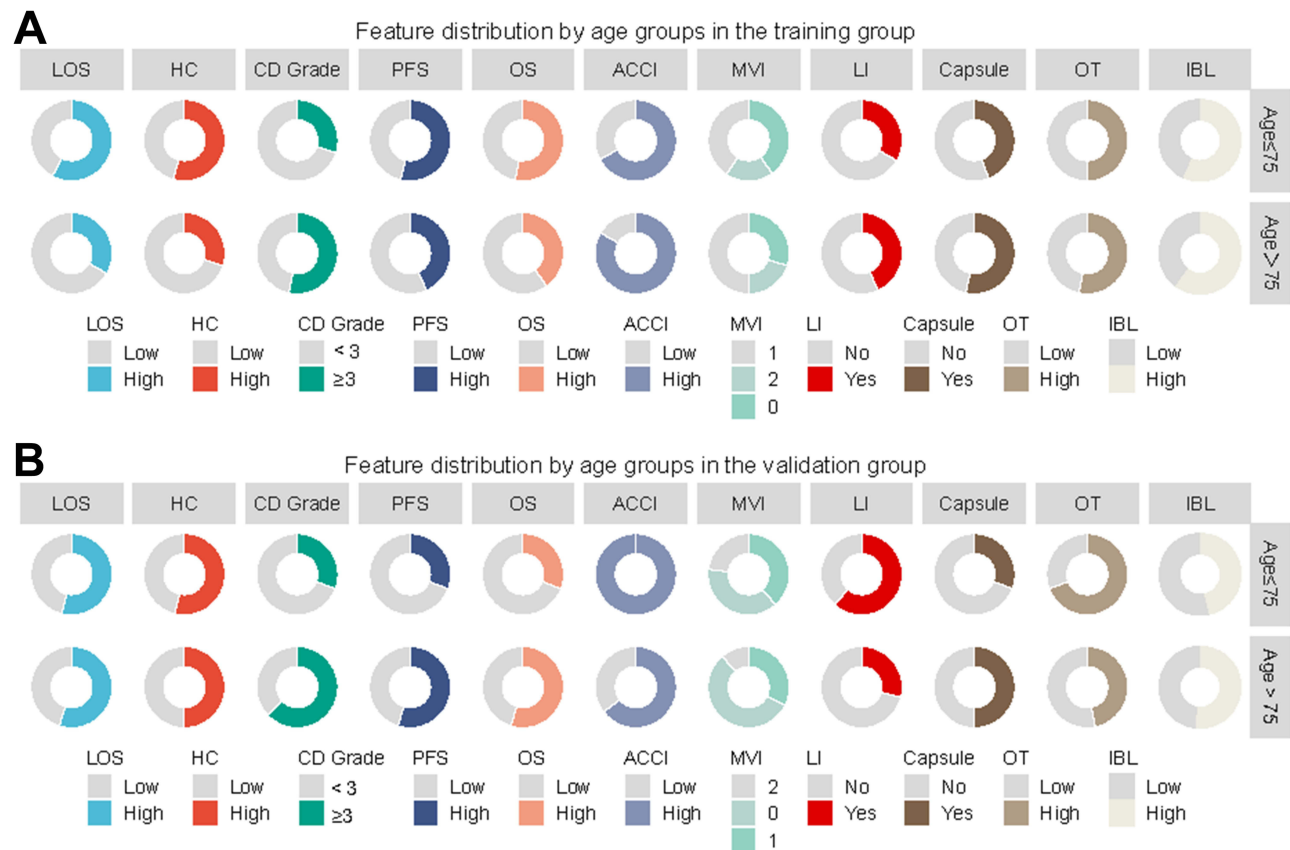 A
Feature distribution by age groups in the training group
LOS HC CD Grade PFS OS ACCI MVI LI Capsule OT IBL
Age≤75
Age＞75
LOS HC CD Grade PFS OS ACCI MVI LI Capsule OT IBL
Low Low < 3 Low Low Low 1 No No Low Low
High High ≥3 High High High 2 Yes Yes High High
0
B
Feature distribution by age groups in the validation group
LOS HC CD Grade PFS OS ACCI MVI LI Capsule OT IBL
Age≤75
Age > 75
LOS HC CD Grade PFS OS ACCI MVI LI Capsule OT IBL
Low Low < 3 Low Low Low 2 No No Low Low
High High ≥3 High High High 0 Yes Yes High High
1